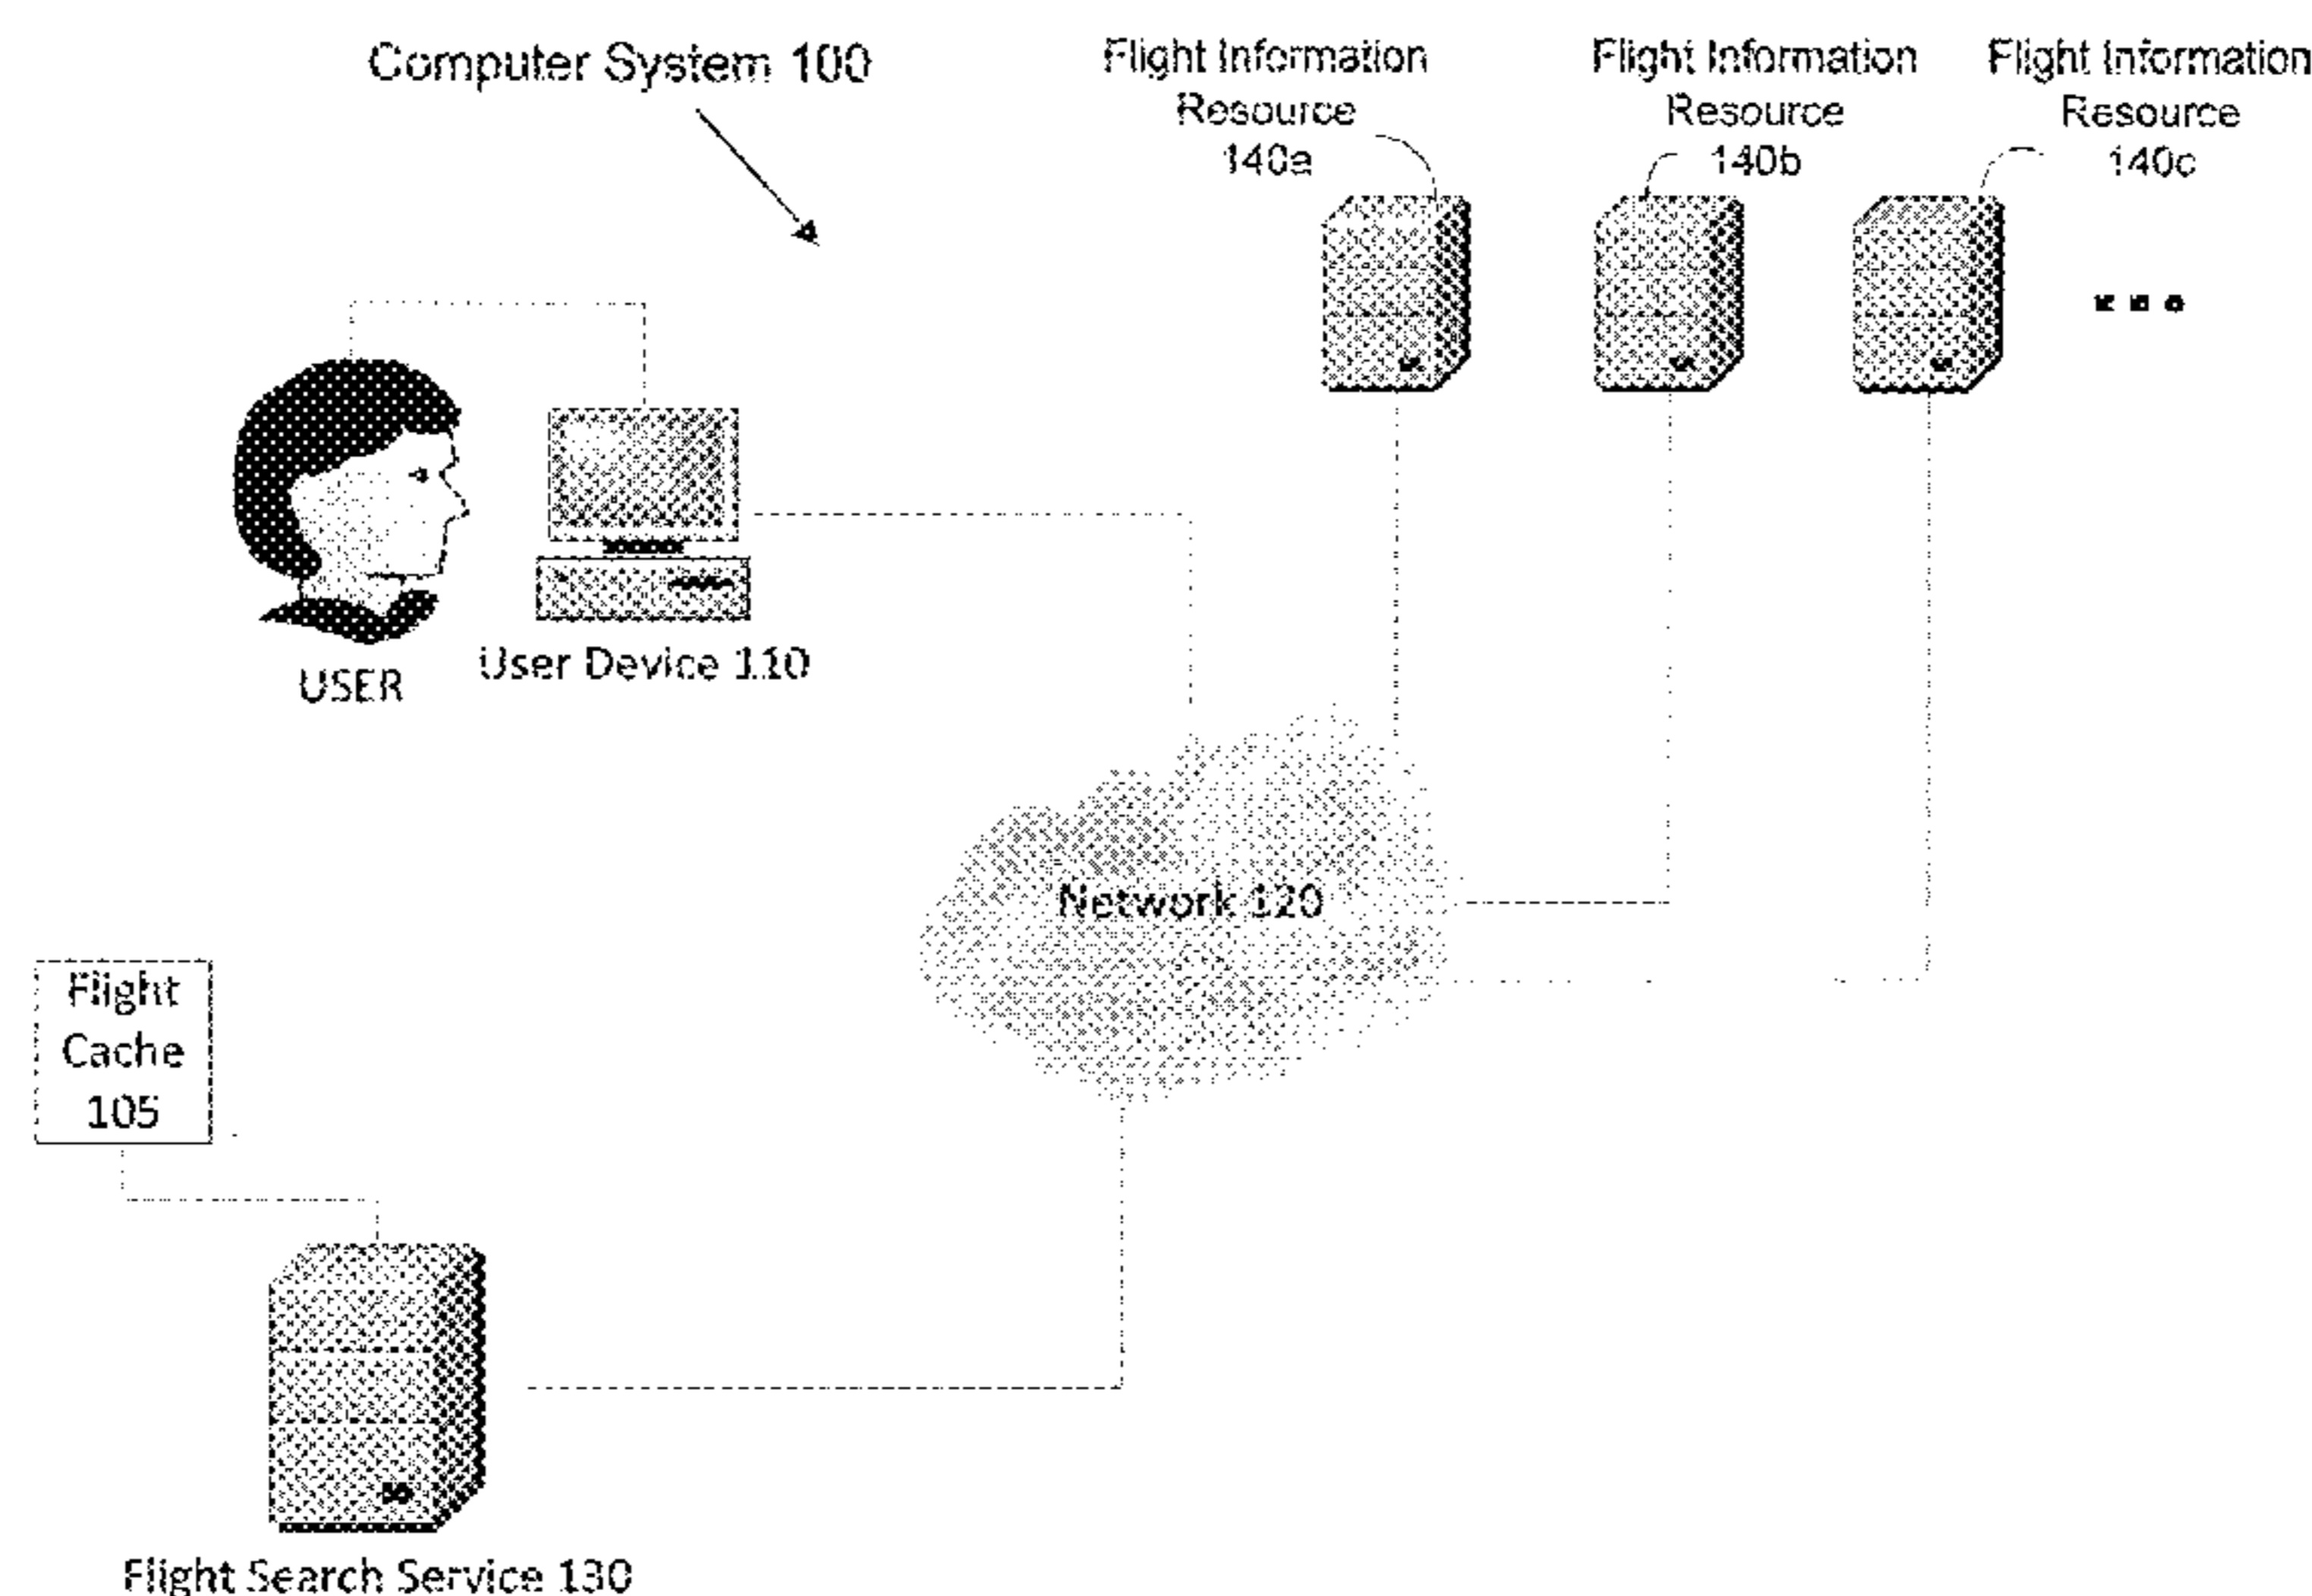 Computer System 100
Flight Information
Resource
140a
Flight Information
Resource
140b
Flight Information
Resource
140c
USER
User Device 110
Network 120
Flight
Cache
105
Flight Search Service 130